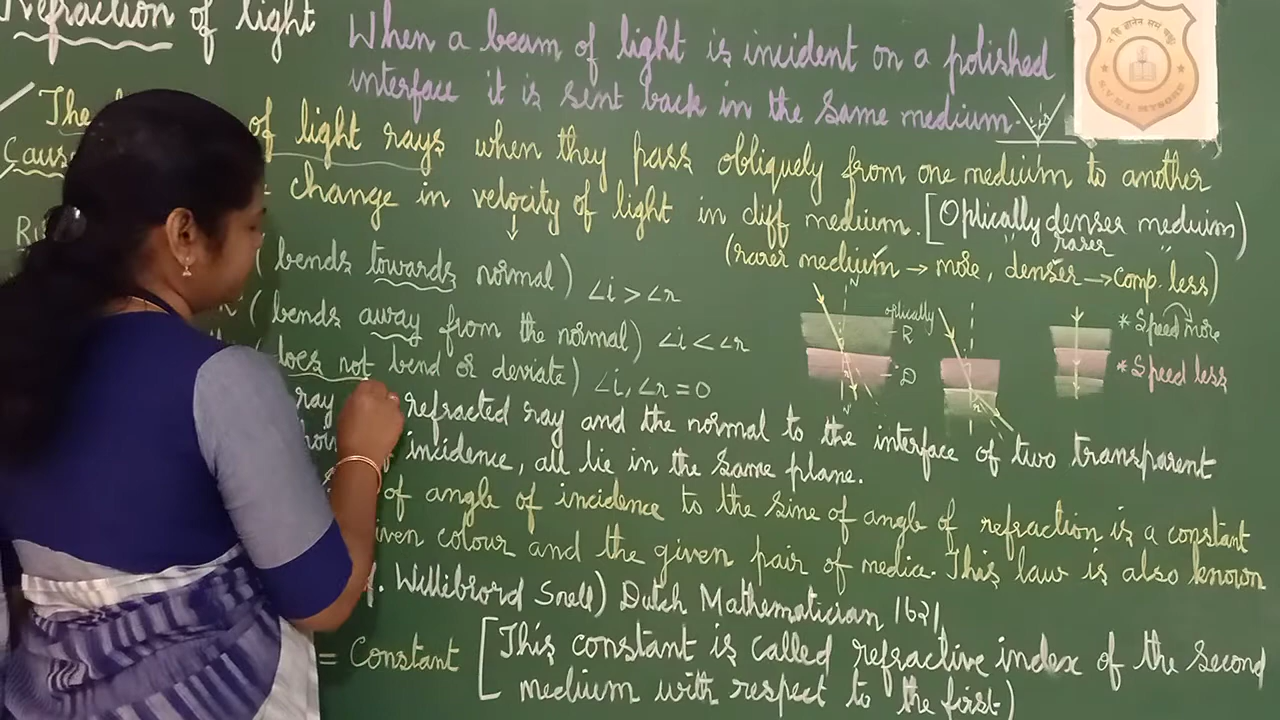 Refraction of light
When a beam of light is incident on a polished
interface it is sent back in the same medium.
The of light rays when they pass obliquely from one medium to another
Cause change in velocity of light in diff medium. [Optically denser medium)
" rarer "
(rarer medium → more, denser → comp. less)
(bends towards normal) ∠i > ∠r
(bends away from the normal) ∠i < ∠r
does not bend or deviate) ∠i, ∠r = 0
N
optically
R
D
N'
r
* Speed more
* Speed less
ray refracted ray and the normal to the interface of two transparent
incidence, all lie in the same plane.
of angle of incidence to the sine of angle of refraction is a constant
given colour and the given pair of media. This law is also known
f. Willibrord Snell) Dutch Mathematician 1621
= Constant [This constant is called refractive index of the second
medium with respect to the first)
न हि ज्ञानेन समं
S.V.E.I. MYSORE